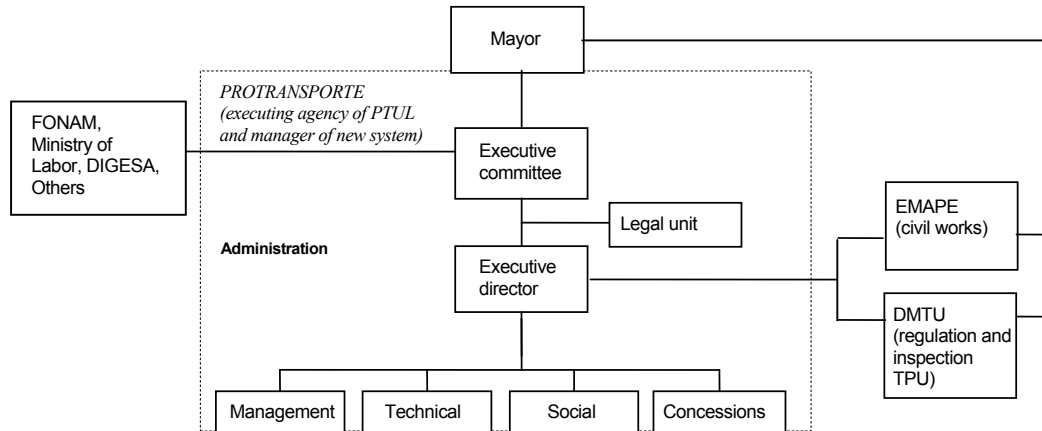 Mayor
PROTRANSPORTE
(executing agency of PTUL
and manager of new system)
FONAM,
Ministry of
Labor, DIGESA,
Others
Executive
committee
Legal unit
EMAPE
(civil works)
Administration
Executive
director
DMTU
(regulation and
inspection
TPU)
Management
Technical
Social
Concessions